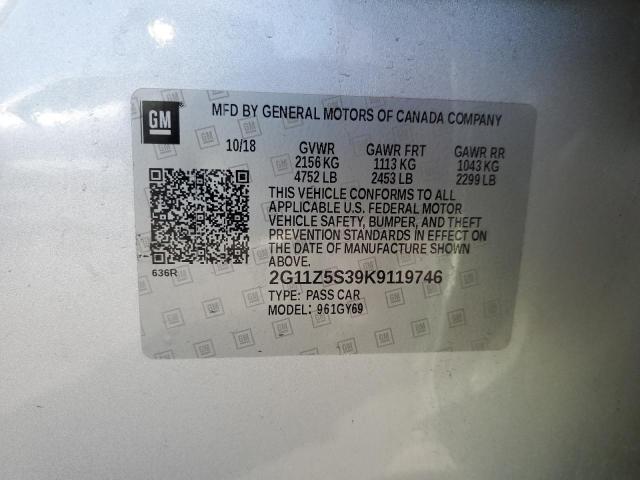 GM
MFD BY GENERAL MOTORS OF CANADA COMPANY
10/18 GVWR GAWR FRT GAWR RR
2156 KG 1113 KG 1043 KG
4752 LB 2453 LB 2299 LB
THIS VEHICLE CONFORMS TO ALL
APPLICABLE U.S. FEDERAL MOTOR
VEHICLE SAFETY, BUMPER, AND THEFT
PREVENTION STANDARDS IN EFFECT ON
THE DATE OF MANUFACTURE SHOWN
ABOVE.
636R
2G11Z5S39K9119746
TYPE: PASS CAR
MODEL: 961GY69